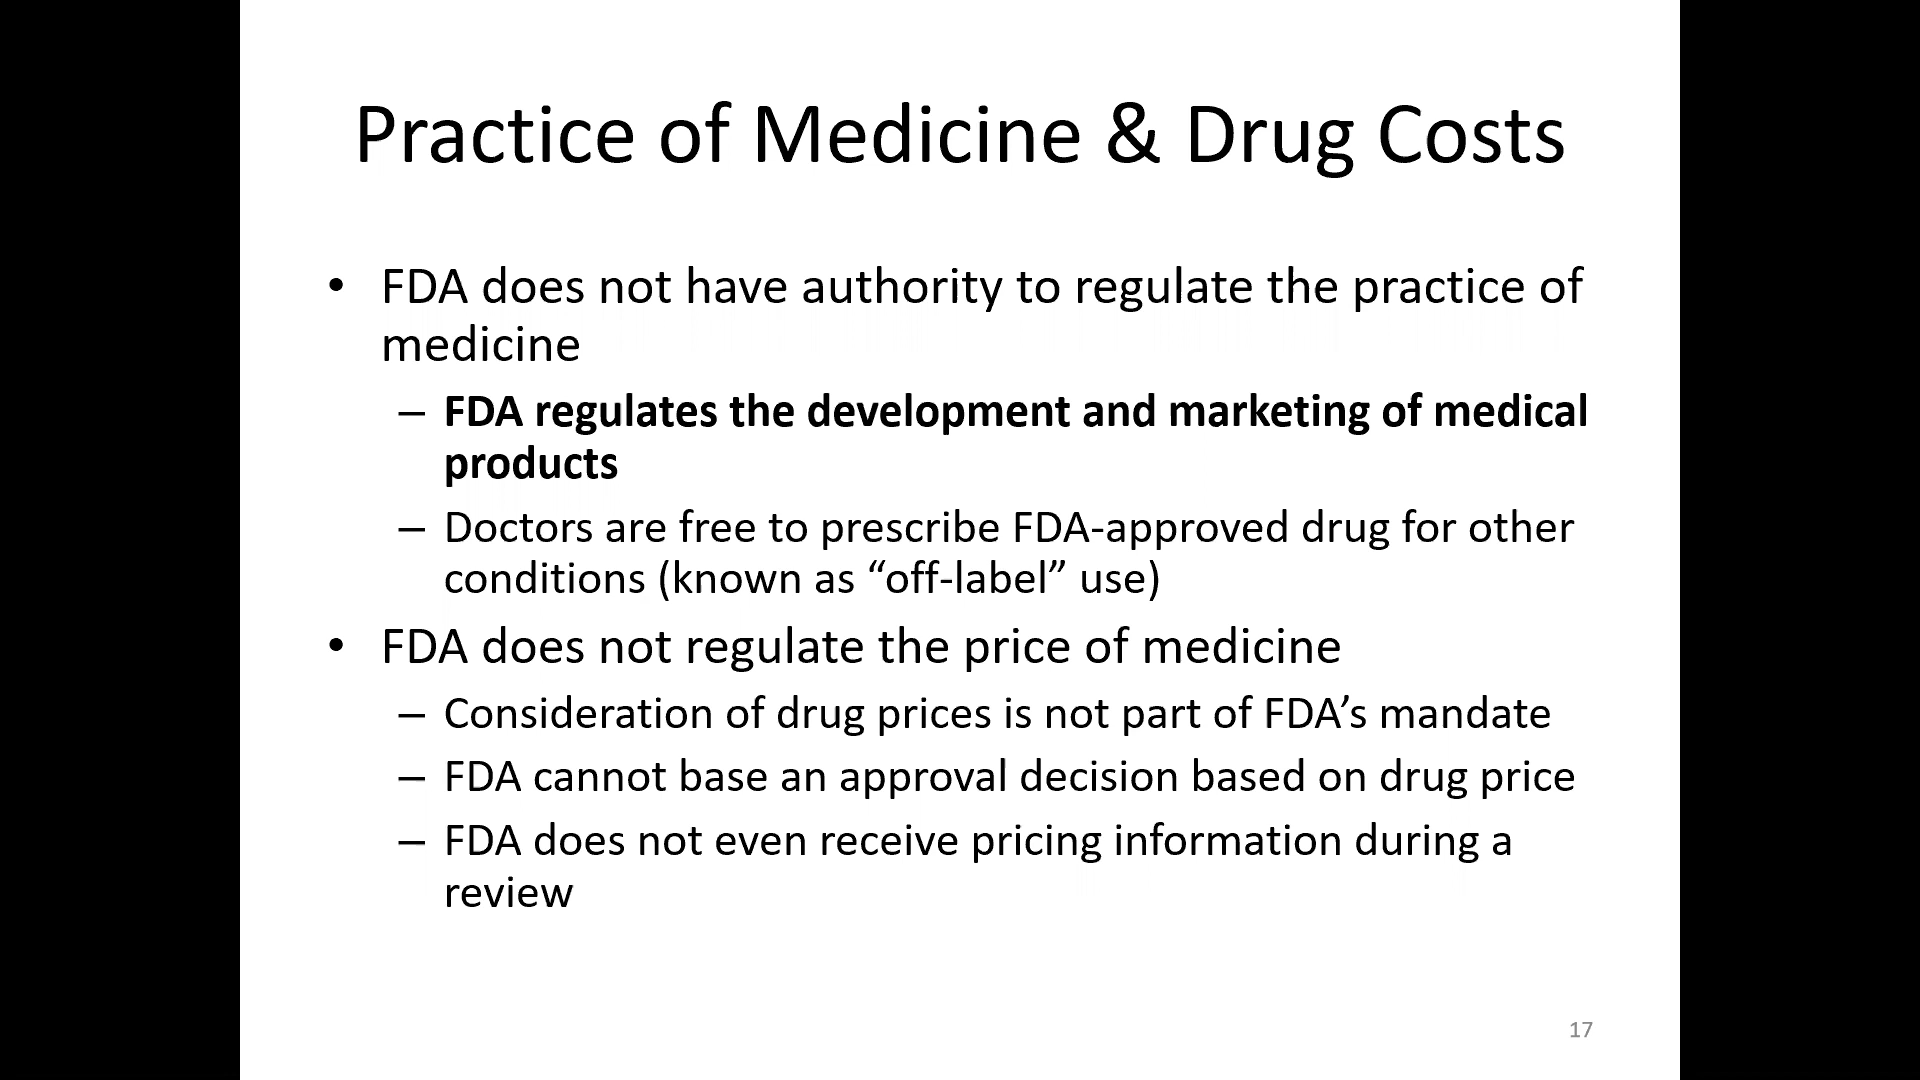 Practice of Medicine & Drug Costs
• FDA does not have authority to regulate the practice of
medicine
– FDA regulates the development and marketing of medical
products
– Doctors are free to prescribe FDA-approved drug for other
conditions (known as “off-label” use)
• FDA does not regulate the price of medicine
– Consideration of drug prices is not part of FDA’s mandate
– FDA cannot base an approval decision based on drug price
– FDA does not even receive pricing information during a
review
17